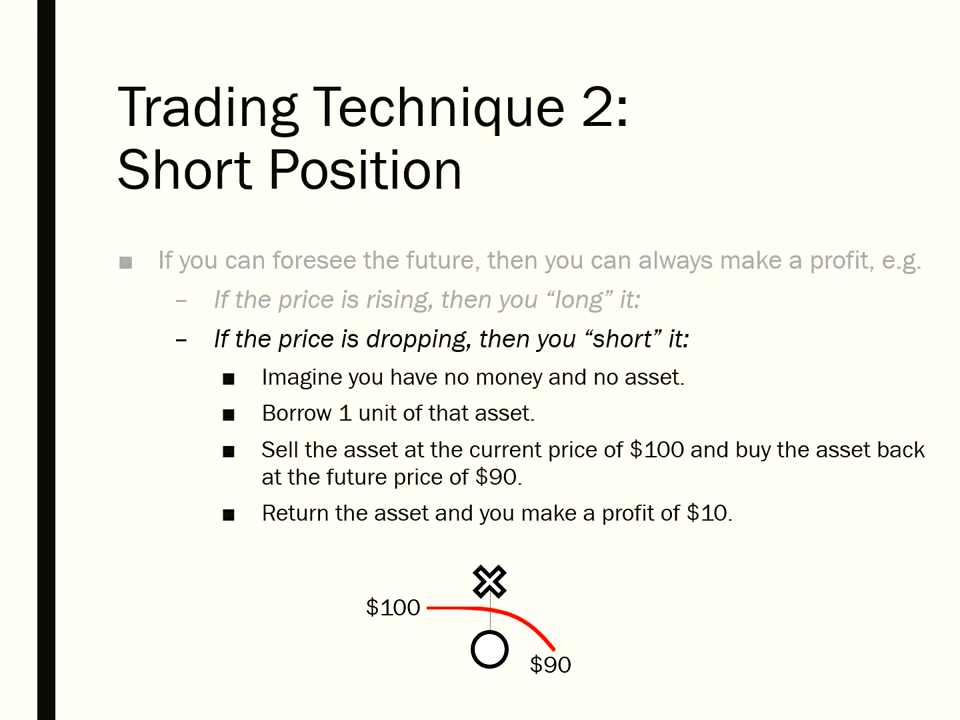 Trading Technique 2:
Short Position
■ If you can foresee the future, then you can always make a profit, e.g.
– If the price is rising, then you “long” it:
– If the price is dropping, then you “short” it:
■ Imagine you have no money and no asset.
■ Borrow 1 unit of that asset.
■ Sell the asset at the current price of $100 and buy the asset back
at the future price of $90.
■ Return the asset and you make a profit of $10.
$100
$90